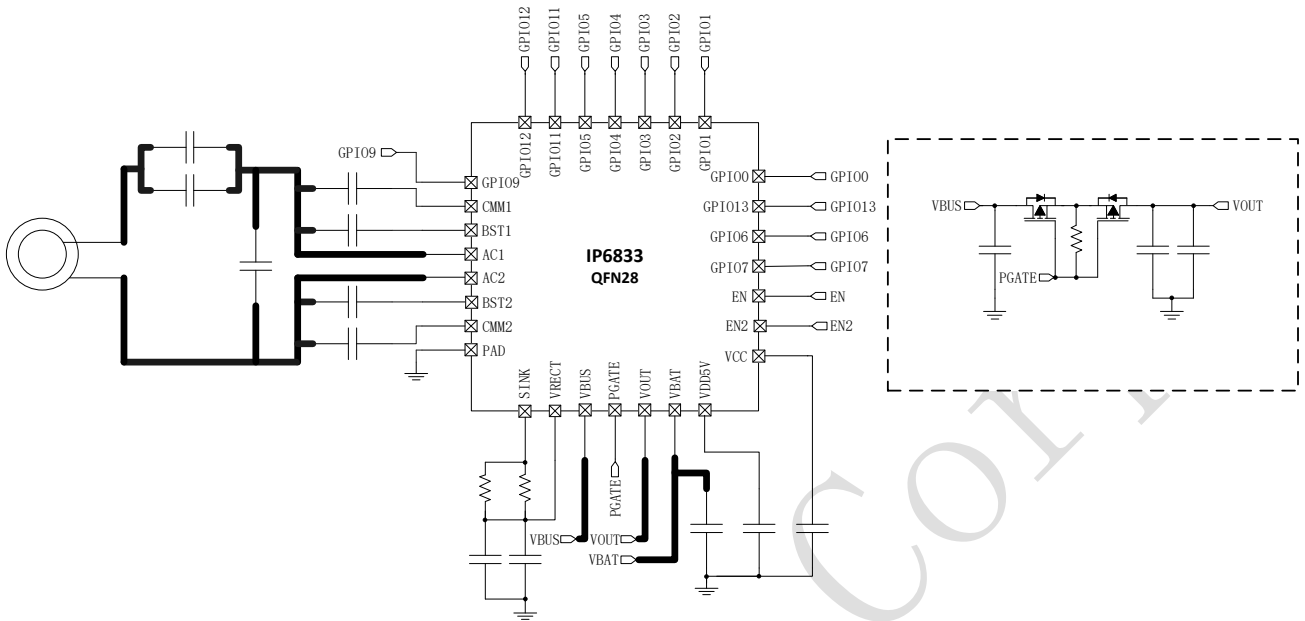 GPIO12
GPIO11
GPIO5
GPIO4
GPIO3
GPIO2
GPIO1
GPIO12
GPIO11
GPIO5
GPIO4
GPIO3
GPIO2
GPIO1
GPIO9
GPIO9
CMM1
BST1
AC1
AC2
BST2
CMM2
PAD
IP6833
QFN28
GPIO0
GPIO0
GPIO13
GPIO13
GPIO6
GPIO6
GPIO7
GPIO7
EN
EN
EN2
EN2
VCC
SINK
VRECT
VBUS
PGATE
VOUT
VBAT
VDD5V
PGATE
VBUS
VOUT
VBAT
VBUS
VOUT
PGATE